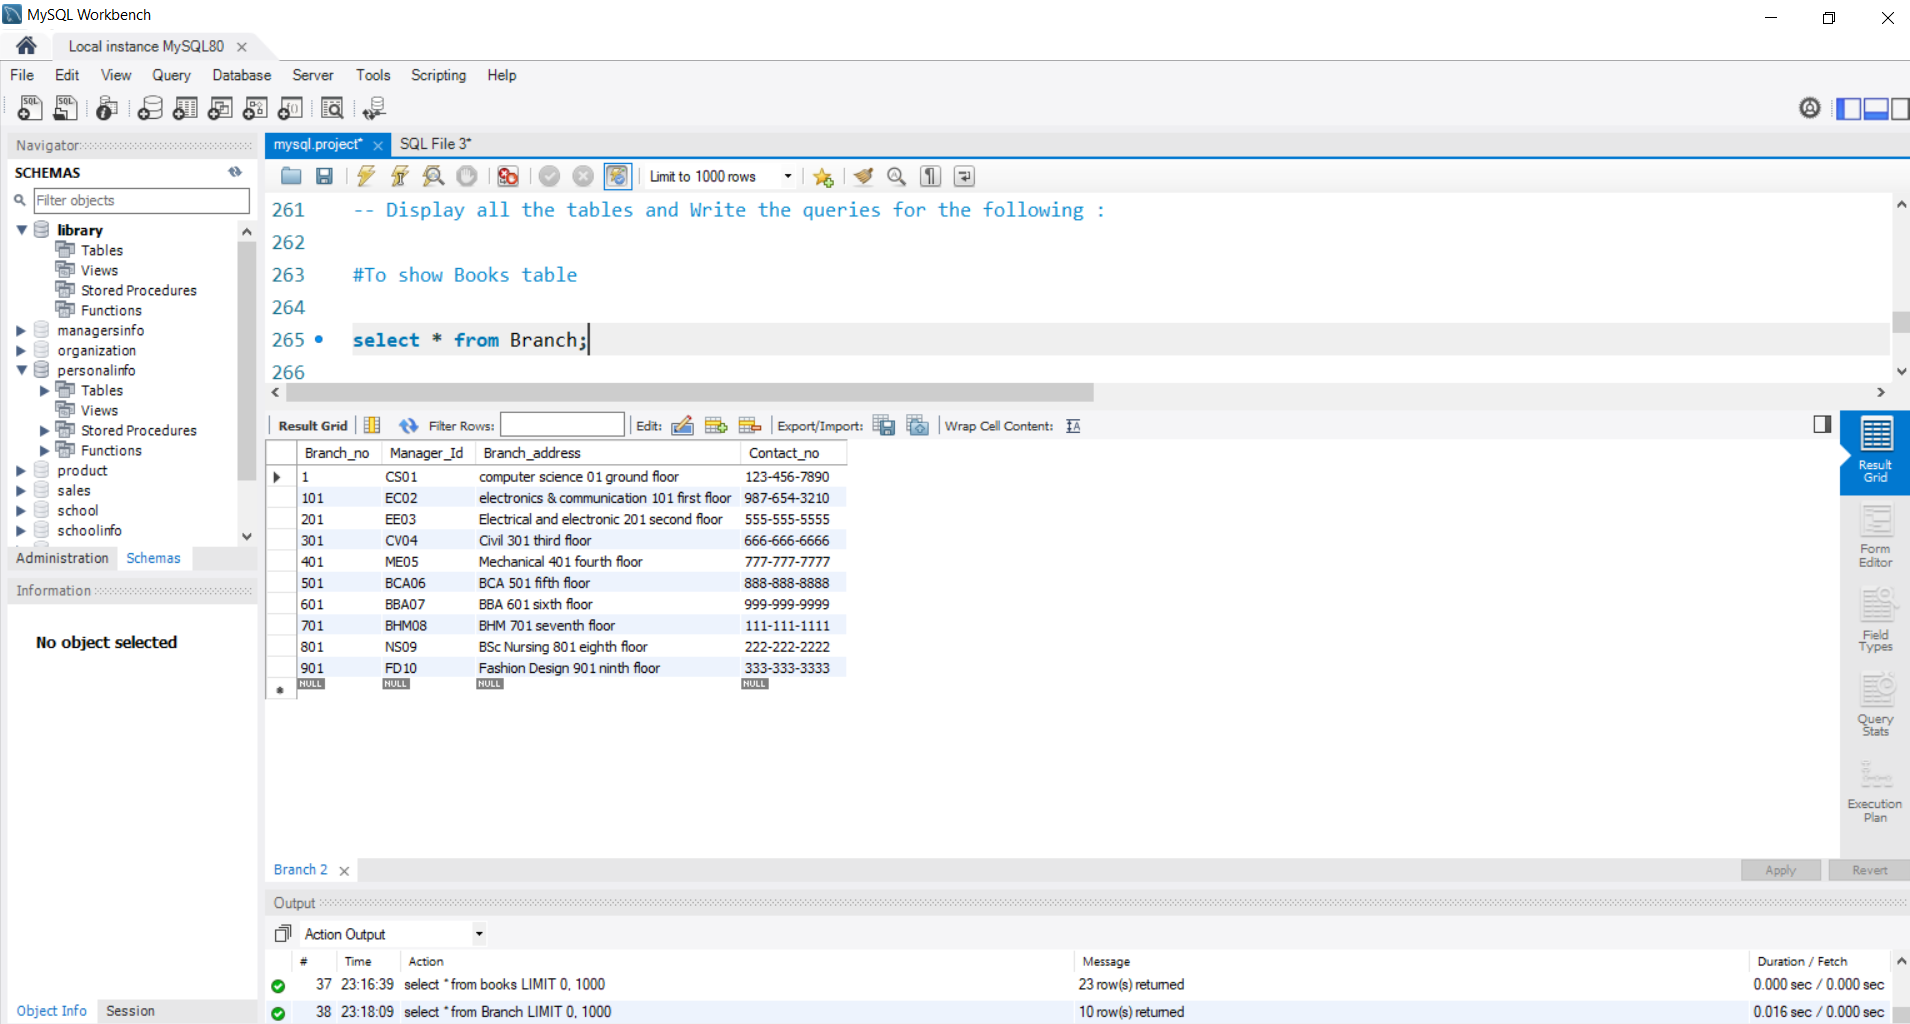 MySQL Workbench
Local instance MySQL80
File Edit View Query Database Server Tools Scripting Help
Navigator
SCHEMAS
Filter objects
library
Tables
Views
Stored Procedures
Functions
managersinfo
organization
personalinfo
Tables
Views
Stored Procedures
Functions
product
sales
school
schoolinfo
Administration Schemas
Information
No object selected
Object Info Session
mysql.project* SQL File 3*
Limit to 1000 rows
261 -- Display all the tables and Write the queries for the following :
262
263 #To show Books table
264
265 select * from Branch;
266
Result Grid Filter Rows: Edit: Export/Import: Wrap Cell Content:
Branch_no Manager_Id Branch_address Contact_no
1 CS01 computer science 01 ground floor 123-456-7890
101 EC02 electronics & communication 101 first floor 987-654-3210
201 EE03 Electrical and electronic 201 second floor 555-555-5555
301 CV04 Civil 301 third floor 666-666-6666
401 ME05 Mechanical 401 fourth floor 777-777-7777
501 BCA06 BCA 501 fifth floor 888-888-8888
601 BBA07 BBA 601 sixth floor 999-999-9999
701 BHM08 BHM 701 seventh floor 111-111-1111
801 NS09 BSc Nursing 801 eighth floor 222-222-2222
901 FD10 Fashion Design 901 ninth floor 333-333-3333
NULL NULL NULL NULL
Result Grid
Form Editor
Field Types
Query Stats
Execution Plan
Branch 2 Apply Revert
Output
Action Output
# Time Action Message Duration / Fetch
37 23:16:39 select * from books LIMIT 0, 1000 23 row(s) returned 0.000 sec / 0.000 sec
38 23:18:09 select * from Branch LIMIT 0, 1000 10 row(s) returned 0.016 sec / 0.000 sec